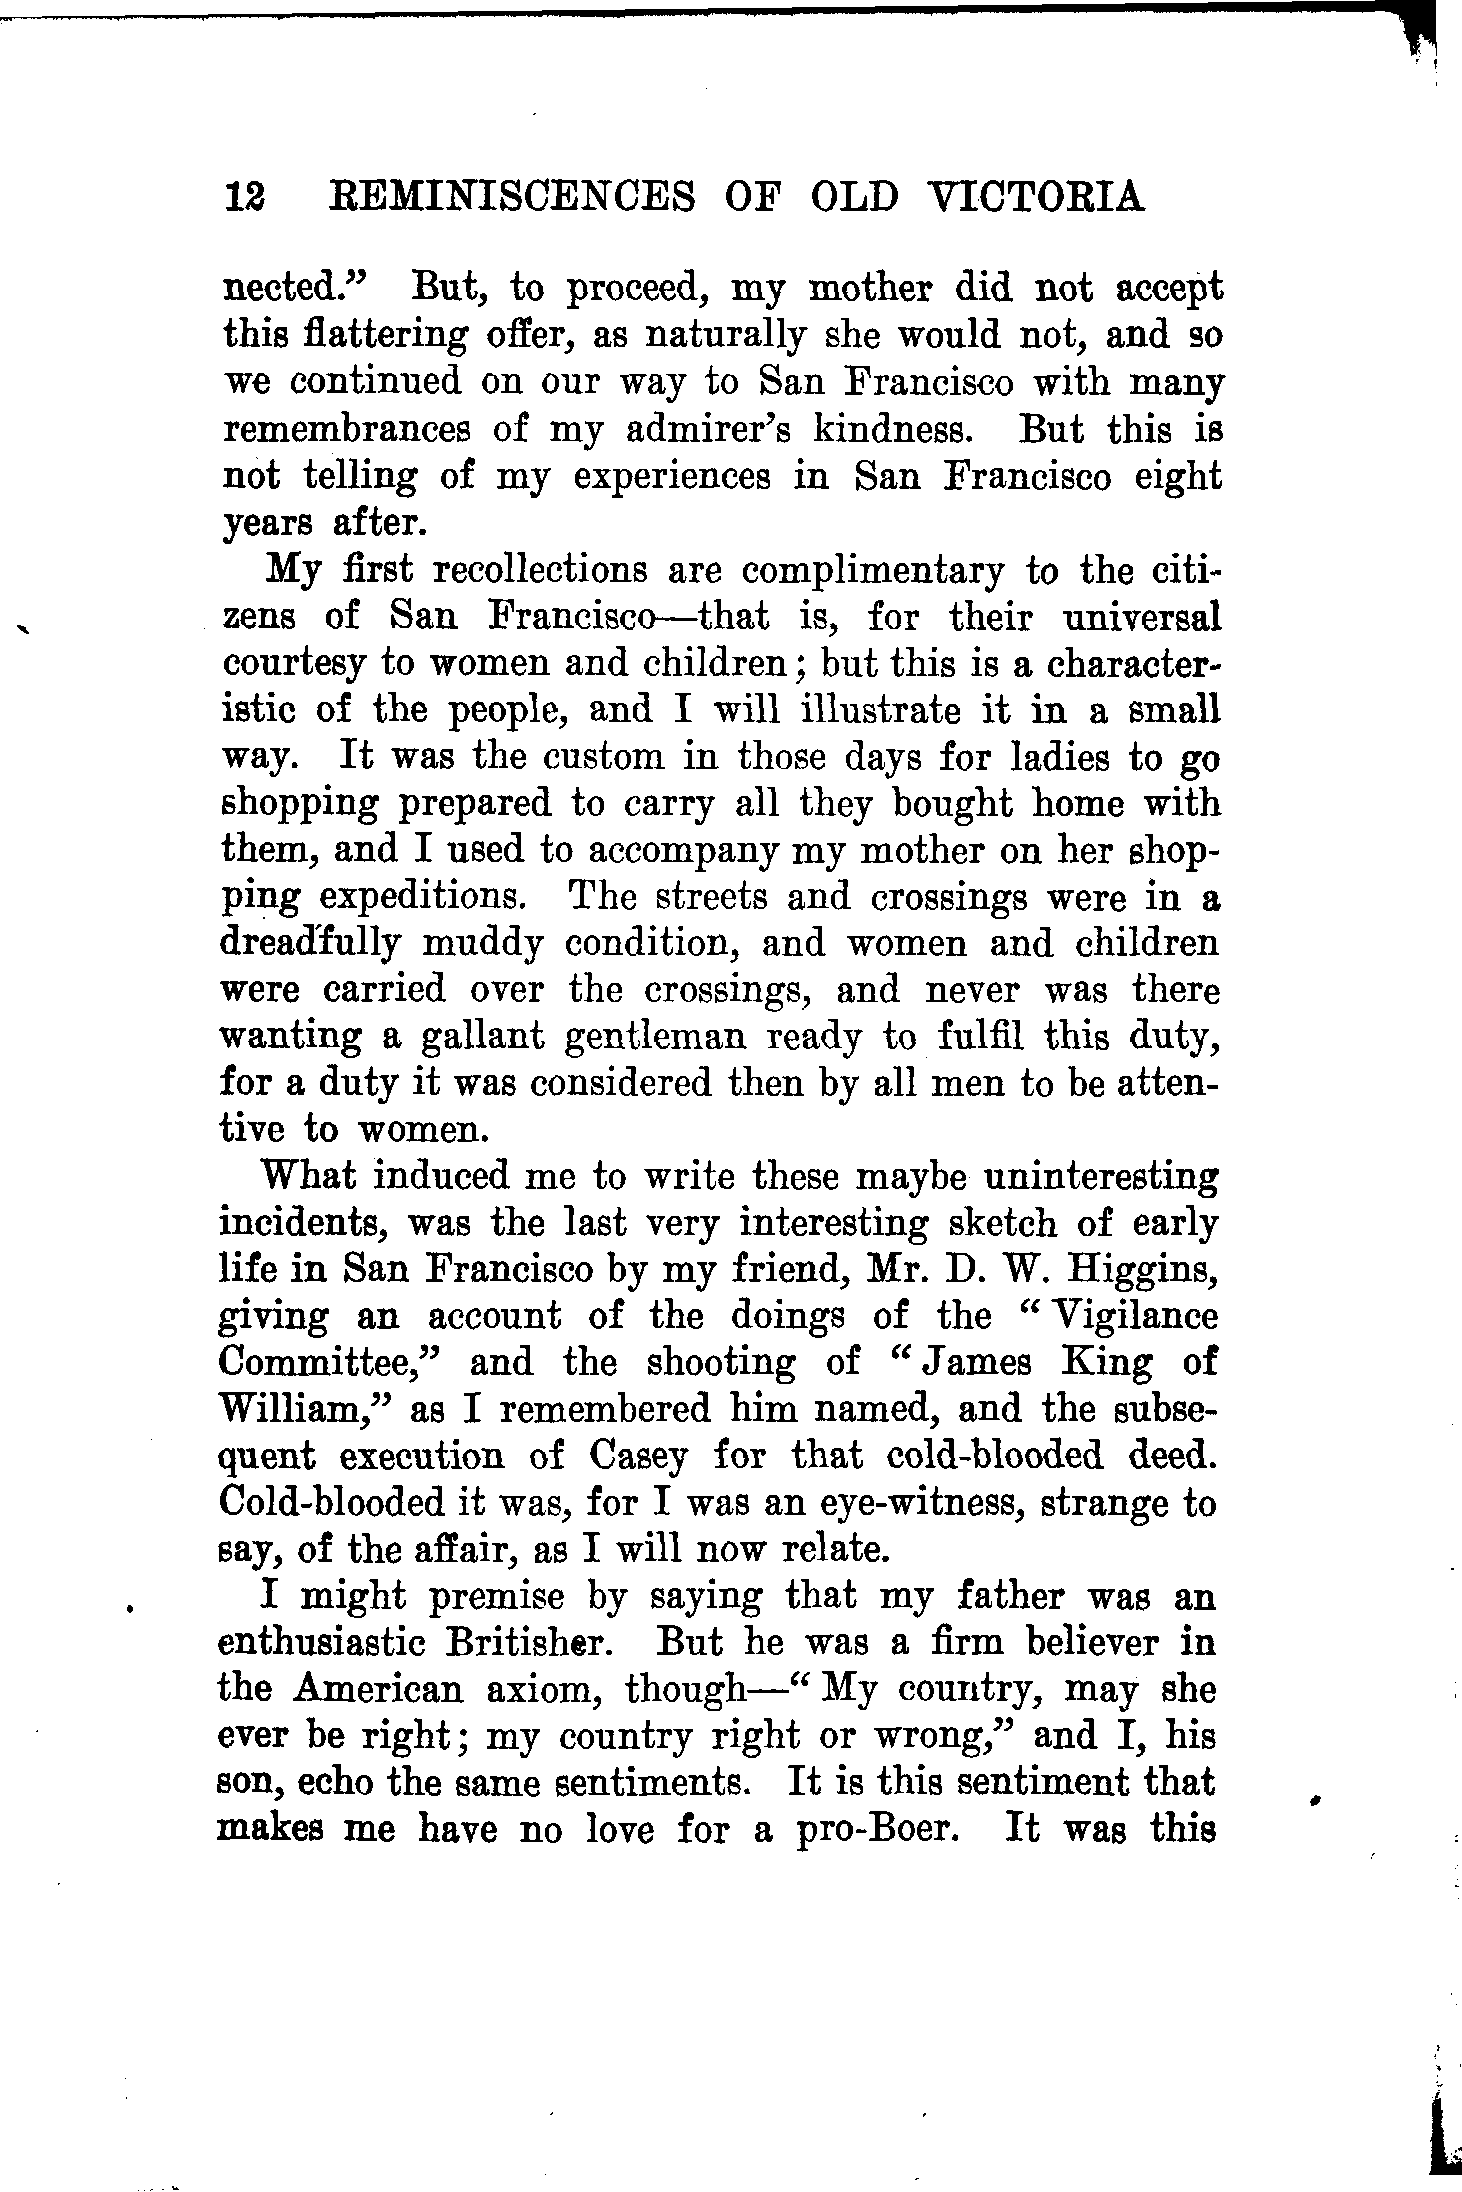 12 REMINISCENCES OF OLD VICTORIA
nected.” But, to proceed, my mother did not accept
this flattering offer, as naturally she would not, and so
we continued on our way to San Francisco with many
remembrances of my admirer’s kindness. But this is
not telling of my experiences in San Francisco eight
years after.
My first recollections are complimentary to the citi-
zens of San Francisco—that is, for their universal
courtesy to women and children; but this is a character-
istic of the people, and I will illustrate it in a small
way. It was the custom in those days for ladies to go
shopping prepared to carry all they bought home with
them, and I used to accompany my mother on her shop-
ping expeditions. The streets and crossings were in a
dreadfully muddy condition, and women and children
were carried over the crossings, and never was there
wanting a gallant gentleman ready to fulfil this duty,
for a duty it was considered then by all men to be atten-
tive to women.
What induced me to write these maybe uninteresting
incidents, was the last very interesting sketch of early
life in San Francisco by my friend, Mr. D. W. Higgins,
giving an account of the doings of the “Vigilance
Committee,” and the shooting of “James King of
William,” as I remembered him named, and the subse-
quent execution of Casey for that cold-blooded deed.
Cold-blooded it was, for I was an eye-witness, strange to
say, of the affair, as I will now relate.
I might premise by saying that my father was an
enthusiastic Britisher. But he was a firm believer in
the American axiom, though—“My country, may she
ever be right; my country right or wrong,” and I, his
son, echo the same sentiments. It is this sentiment that
makes me have no love for a pro-Boer. It was this